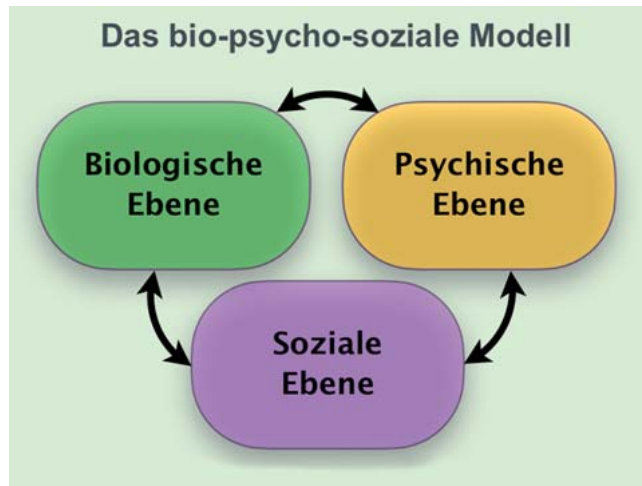 Das bio-psycho-soziale Modell
Biologische
Ebene
Psychische
Ebene
Soziale
Ebene